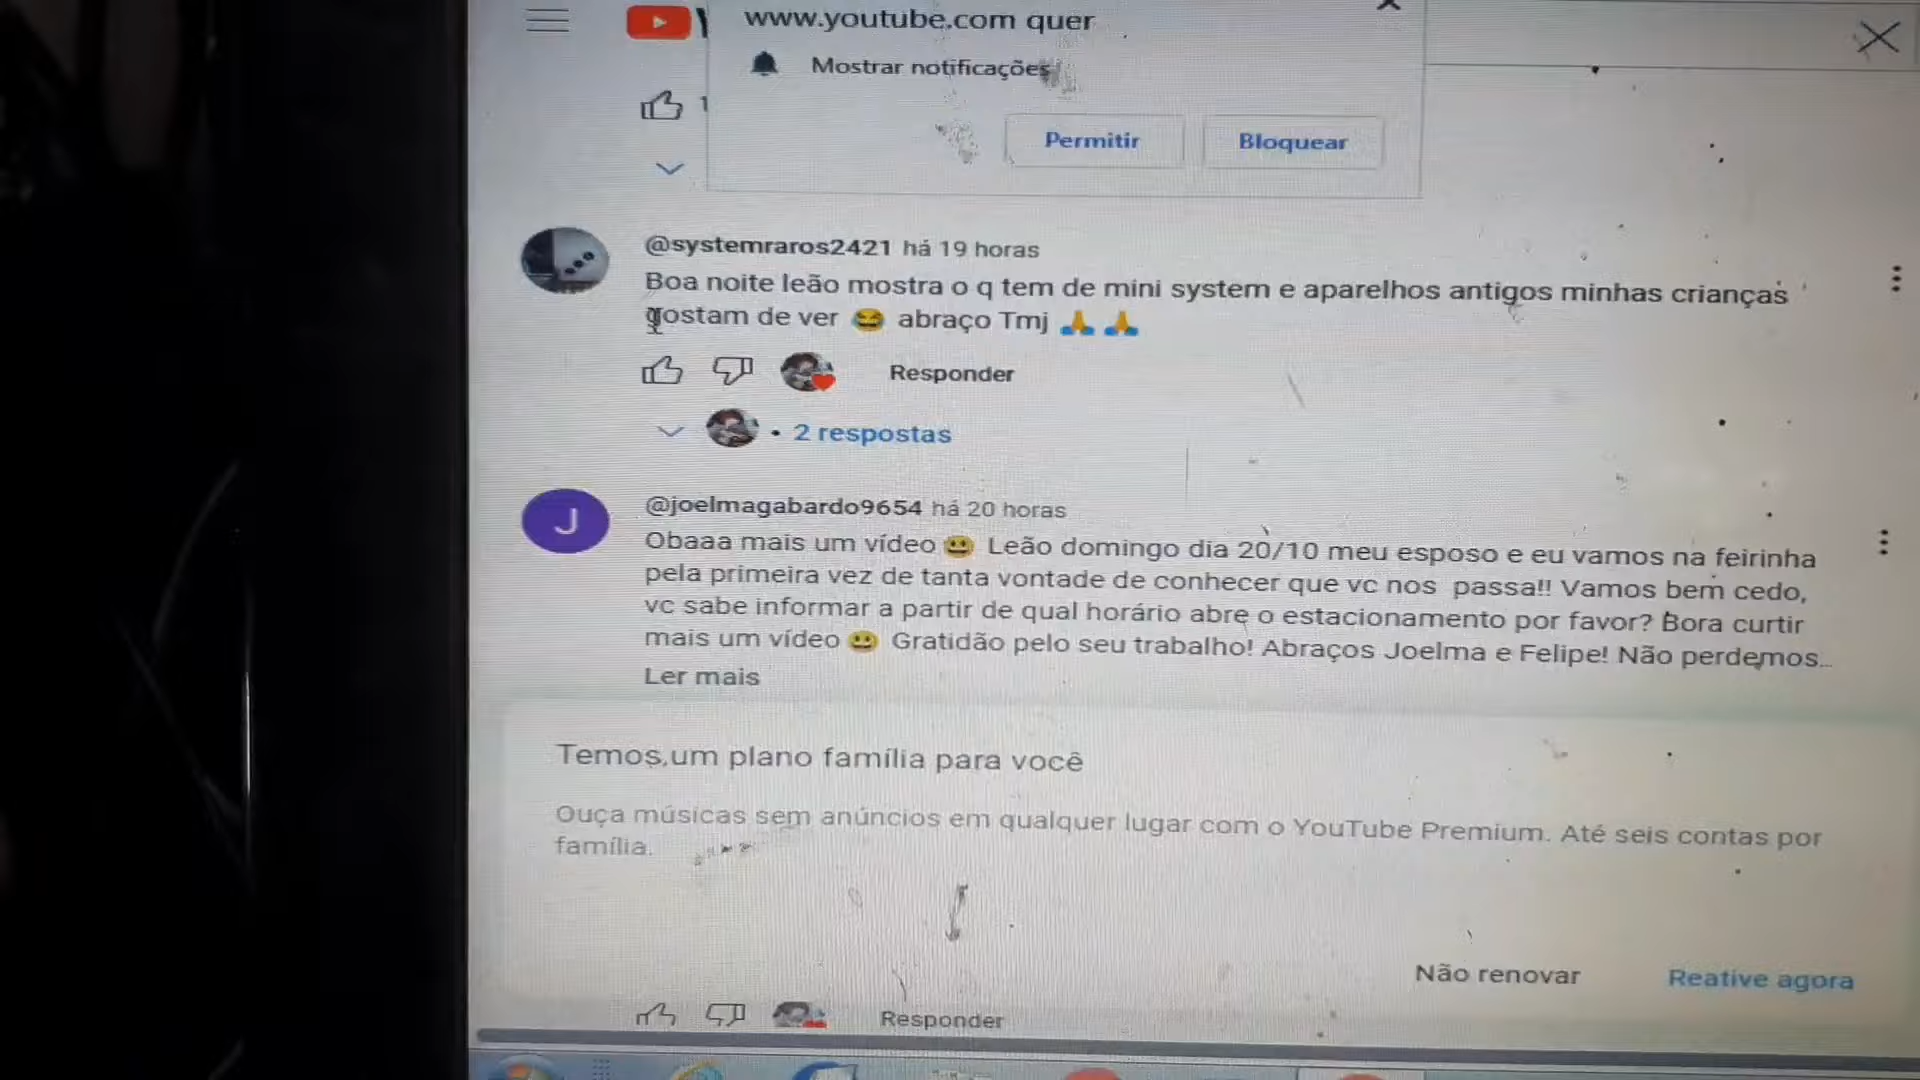 www.youtube.com quer
Mostrar notificações
Permitir Bloquear
@systemraros2421 há 19 horas
Boa noite leão mostra o q tem de mini system e aparelhos antigos minhas crianças
gostam de ver 😆 abraço Tmj 🙏 🙏
Responder
2 respostas
J
@joelmagabardo9654 há 20 horas
Obaaa mais um vídeo 😃 Leão domingo dia 20/10 meu esposo e eu vamos na feirinha
pela primeira vez de tanta vontade de conhecer que vc nos passa!! Vamos bem cedo,
vc sabe informar a partir de qual horário abre o estacionamento por favor? Bora curtir
mais um vídeo 😃 Gratidão pelo seu trabalho! Abraços Joelma e Felipe! Não perdemos...
Ler mais
Temos um plano família para você
Ouça músicas sem anúncios em qualquer lugar com o YouTube Premium. Até seis contas por
família.
Não renovar Reative agora
Responder